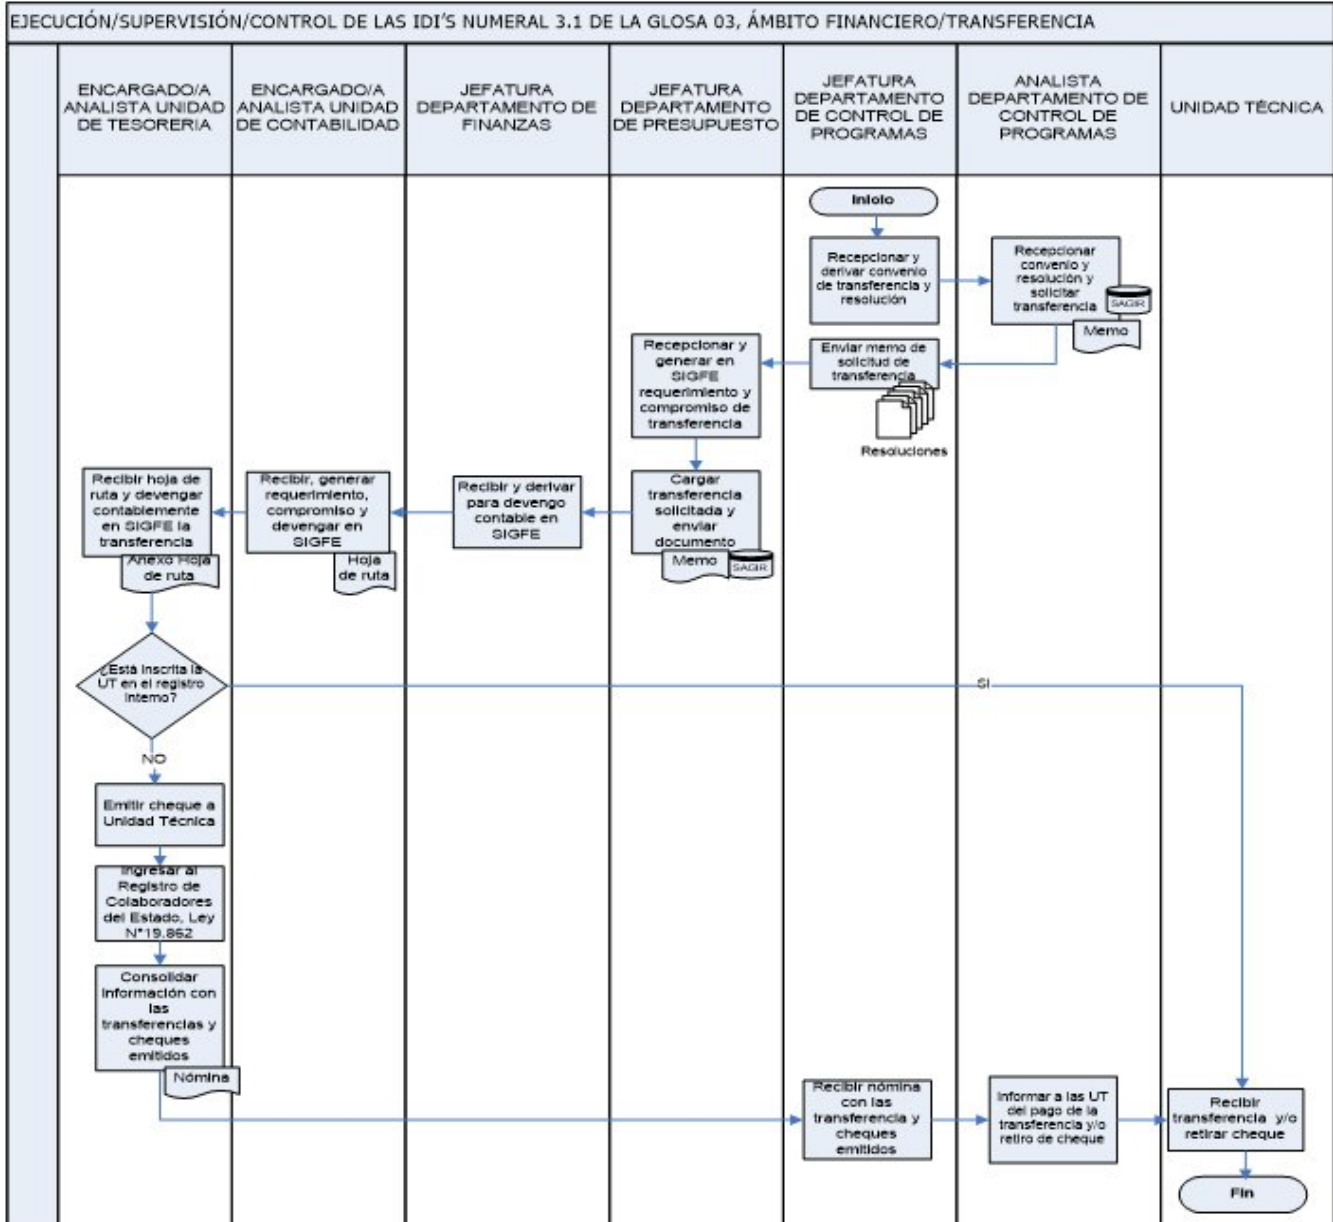 EJECUCIÓN/SUPERVISIÓN/CONTROL DE LAS IDI'S NUMERAL 3.1 DE LA GLOSA 03, ÁMBITO FINANCIERO/TRANSFERENCIA
ENCARGADO/A
ANALISTA UNIDAD
DE TESORERIA
ENCARGADO/A
ANALISTA UNIDAD
DE CONTABILIDAD
JEFATURA
DEPARTAMENTO DE
FINANZAS
JEFATURA
DEPARTAMENTO
DE PRESUPUESTO
JEFATURA
DEPARTAMENTO
DE CONTROL DE
PROGRAMAS
ANALISTA
DEPARTAMENTO DE
CONTROL DE
PROGRAMAS
UNIDAD TÉCNICA
Inicio
Recepcionar y
derivar convenio
de transferencia y
resolución
Recepcionar
convenio y
resolución y
solicitar
transferencia
SAGIR
Memo
Enviar memo de
solicitud de
transferencia
Resoluciones
Recepcionar y
generar en
SIGFE
requerimiento y
compromiso de
transferencia
Cargar
transferencia
solicitada y
enviar
documento
Memo
SAGIR
Recibir y derivar
para devengo
contable en
SIGFE
Recibir, generar
requerimiento,
compromiso y
devengar en
SIGFE
Hoja
de ruta
Recibir hoja de
ruta y devengar
contablemente
en SIGFE la
transferencia
Anexo Hoja
de ruta
¿Está inscrita la
UT en el registro
interno?
SI
NO
Emitir cheque a
Unidad Técnica
Ingresar al
Registro de
Colaboradores
del Estado, Ley
N°19.862
Consolidar
información con
las
transferencias y
cheques
emitidos
Nómina
Recibir nómina
con las
transferencia y
cheques
emitidos
Informar a las UT
del pago de la
transferencia y/o
retiro de cheque
Recibir
transferencia y/o
retirar cheque
Fin